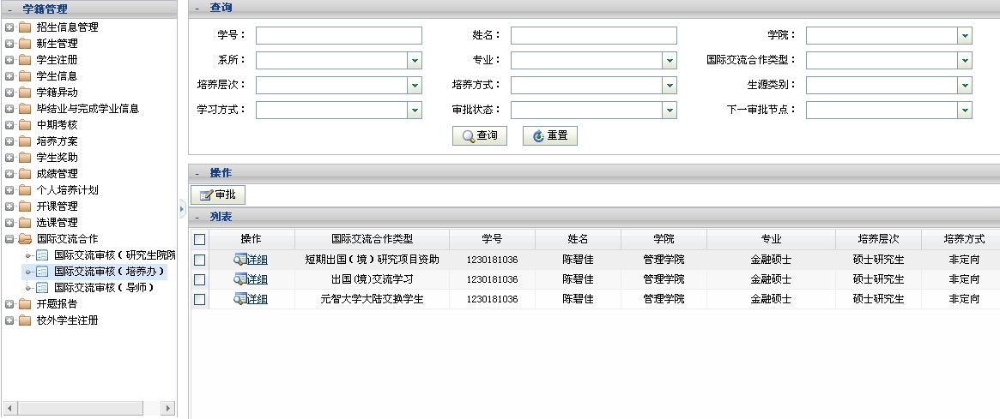 - 学籍管理
招生信息管理
新生管理
学生注册
学生信息
学籍异动
毕结业与完成学业信息
中期考核
培养方案
学生奖助
成绩管理
个人培养计划
开课管理
选课管理
国际交流合作
国际交流审核(研究生院院
国际交流审核(培养办)
国际交流审核(导师)
开题报告
校外学生注册
- 查询
学号： 姓名： 学院：
系所： 专业： 国际交流合作类型：
培养层次： 培养方式： 生源类别：
学习方式： 审批状态： 下一审批节点：
查询 重置
- 操作
审批
- 列表
操作 国际交流合作类型 学号 姓名 学院 专业 培养层次 培养方式
详细 短期出国(境)研究项目资助 1230181036 陈碧佳 管理学院 金融硕士 硕士研究生 非定向
详细 出国(境)交流学习 1230181036 陈碧佳 管理学院 金融硕士 硕士研究生 非定向
详细 元智大学大陆交换学生 1230181036 陈碧佳 管理学院 金融硕士 硕士研究生 非定向